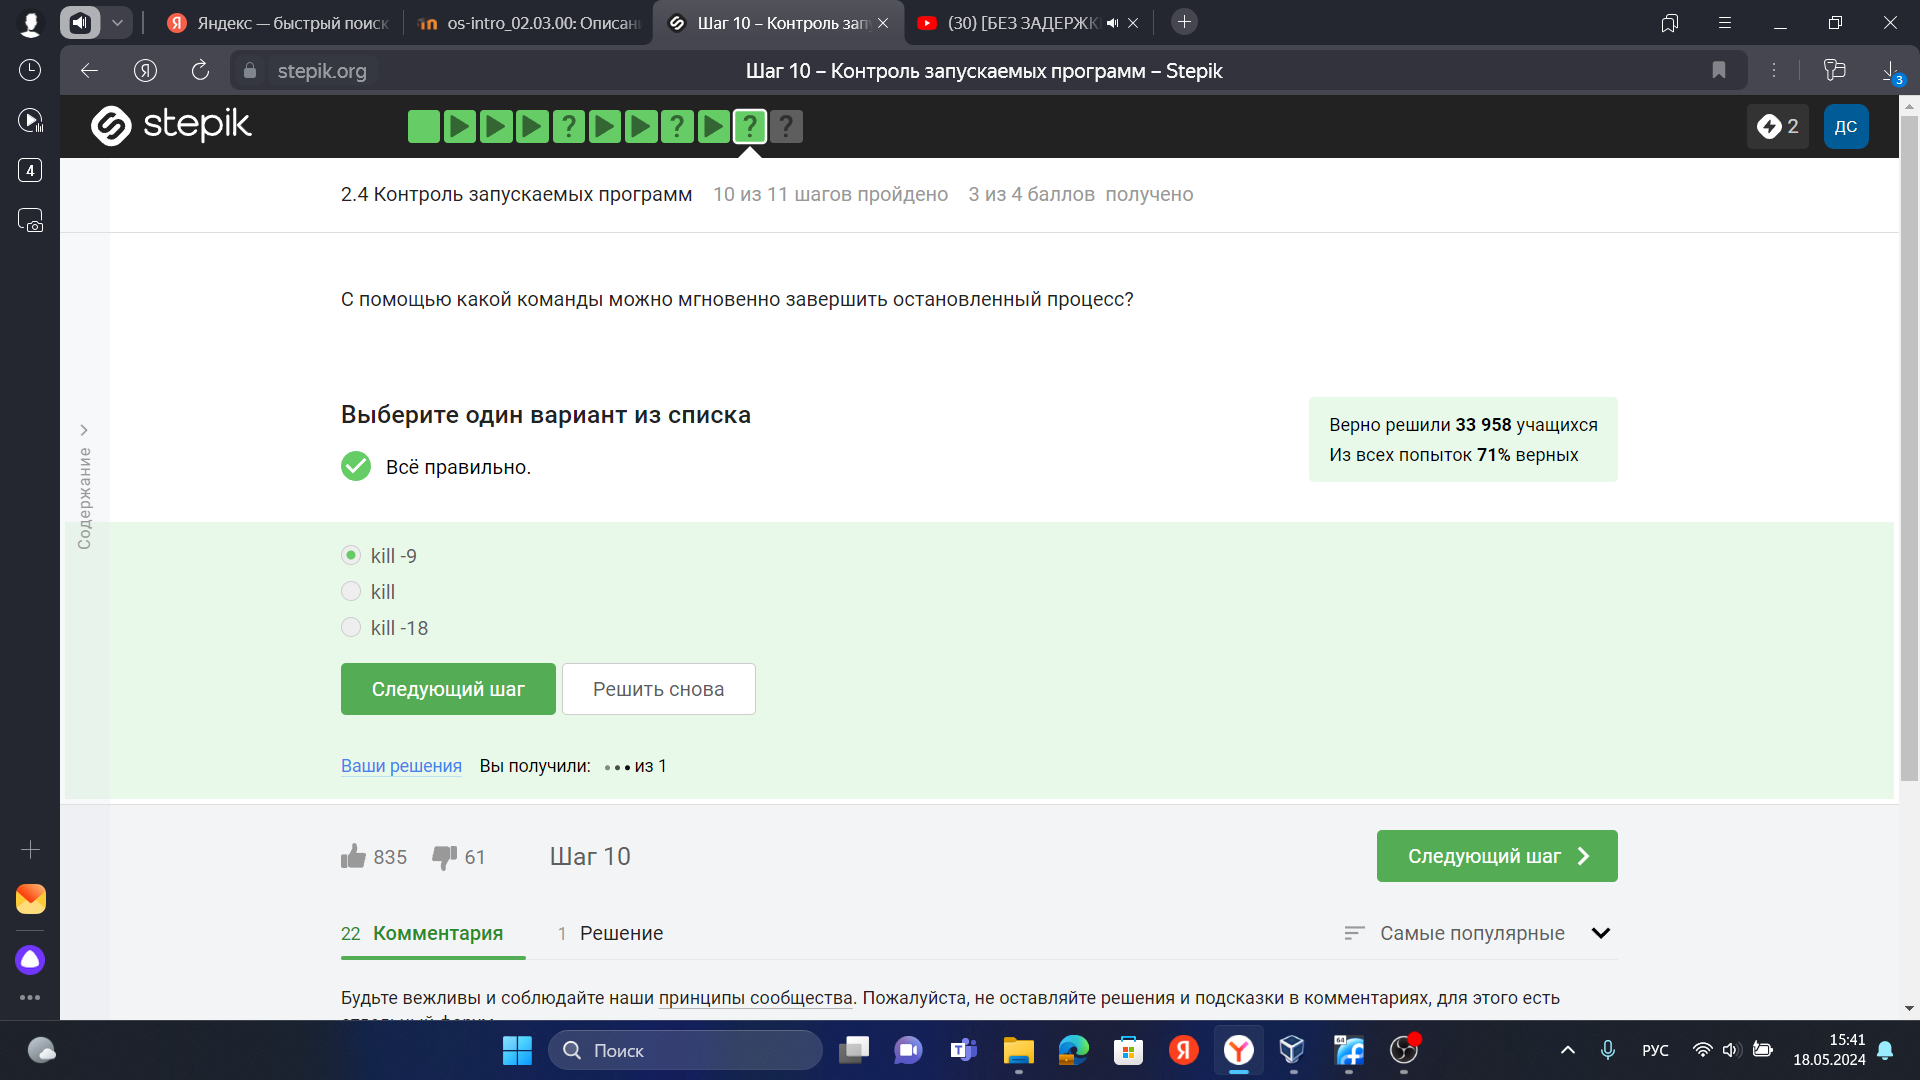 Яндекс — быстрый поиск
os-intro_02.03.00: Описан
Шаг 10 – Контроль зап
(30) [БЕЗ ЗАДЕРЖК
stepik.org
Шаг 10 – Контроль запускаемых программ – Stepik
3
4
stepik
? ? ? ?
2
ДС
2.4 Контроль запускаемых программ 10 из 11 шагов пройдено 3 из 4 баллов получено
С помощью какой команды можно мгновенно завершить остановленный процесс?
Содержание
Выберите один вариант из списка
Всё правильно.
Верно решили 33 958 учащихся
Из всех попыток 71% верных
kill -9
kill
kill -18
Следующий шаг
Решить снова
Ваши решения Вы получили: из 1
835 61 Шаг 10
Следующий шаг
22 Комментария 1 Решение
Самые популярные
Будьте вежливы и соблюдайте наши принципы сообщества. Пожалуйста, не оставляйте решения и подсказки в комментариях, для этого есть
Поиск
64
РУС
15:41
18.05.2024